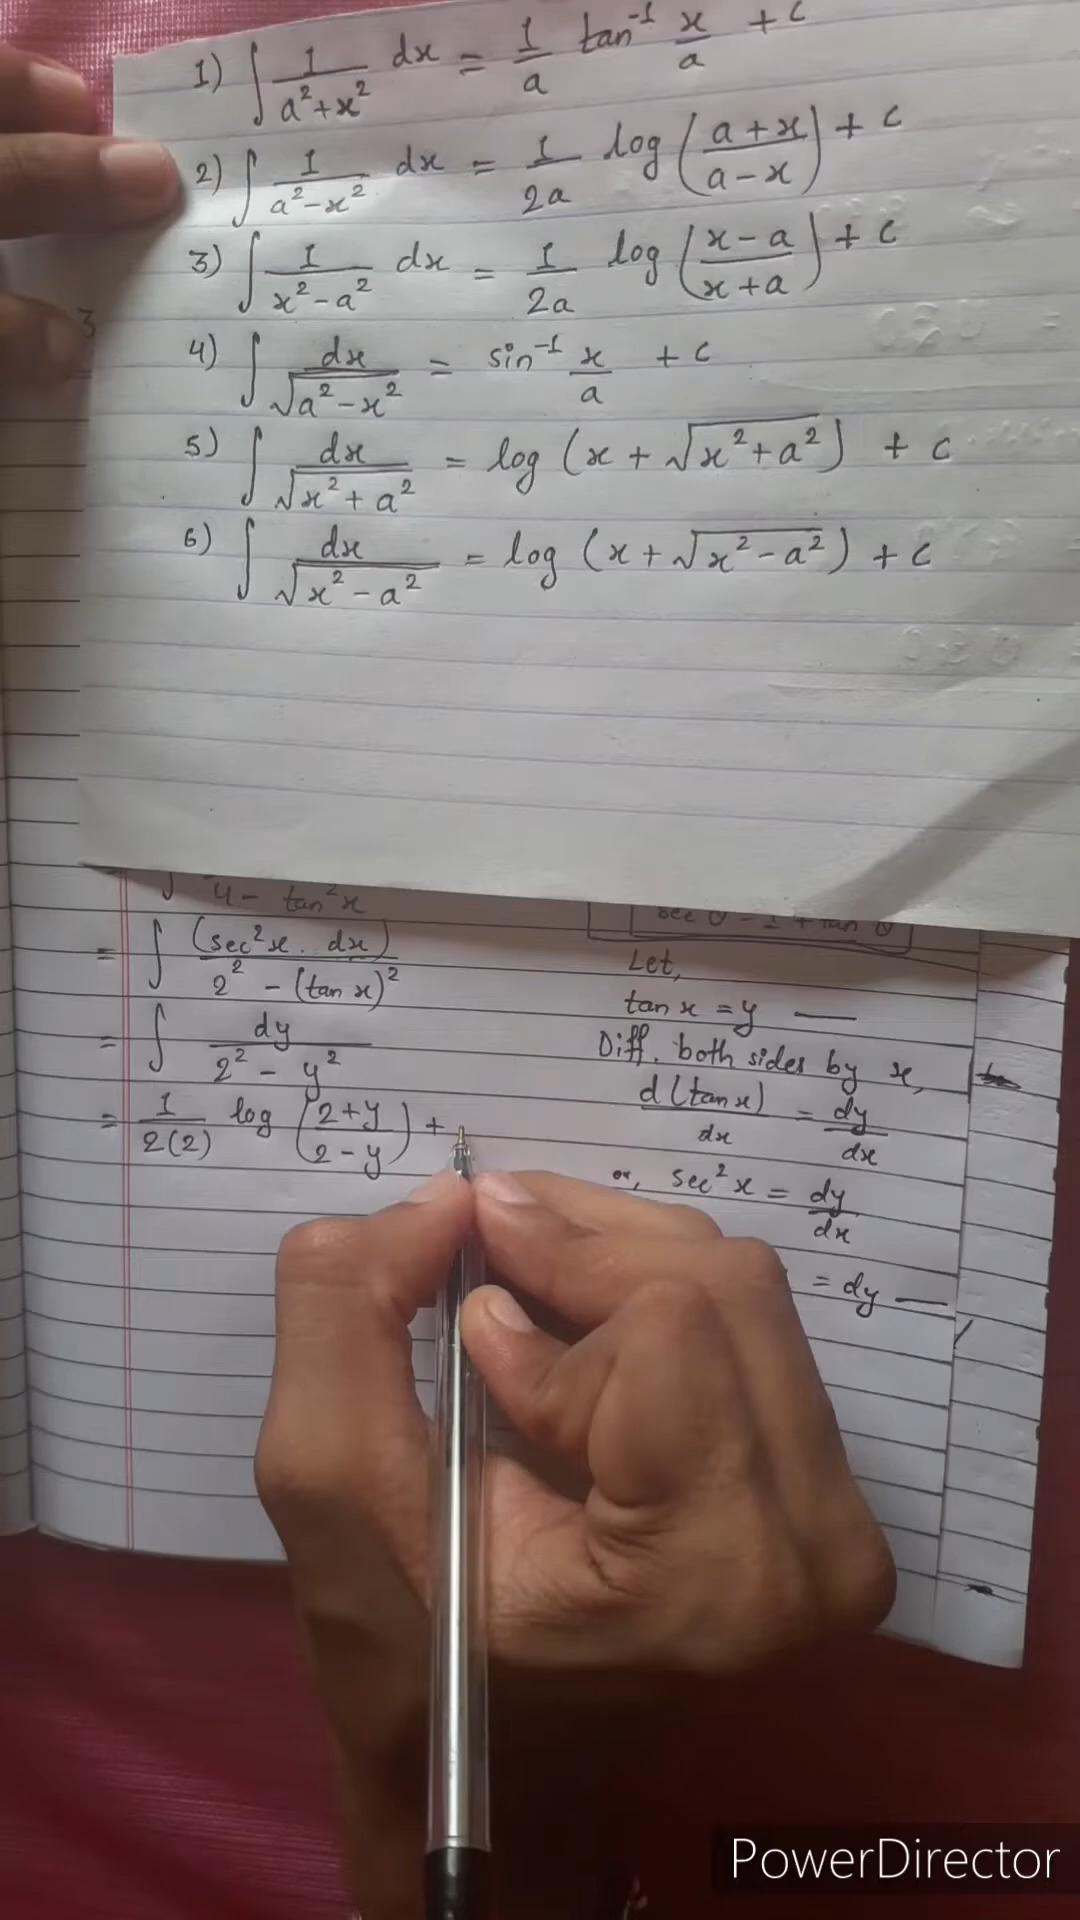 1) ∫ 1/(a²+x²) dx = 1/a tan⁻¹ x/a + c
2) ∫ 1/(a²-x²) dx = 1/2a log ((a+x)/(a-x)) + c
3) ∫ 1/(x²-a²) dx = 1/2a log ((x-a)/(x+a)) + c
4) ∫ dx/√(a²-x²) = sin⁻¹ x/a + c
5) ∫ dx/√(x²+a²) = log (x + √(x²+a²)) + c
6) ∫ dx/√(x²-a²) = log (x + √(x²-a²)) + c
3
4 - tan²x
sec²θ = 1 + tan²θ
= ∫ (sec²x . dx)/(2² - (tan x)²)
= ∫ dy/(2² - y²)
= 1/2(2) log ((2+y)/(2-y)) +
Let,
tan x = y —
Diff. both sides by x,
d(tan x)/dx = dy/dx
or, sec²x = dy/dx
= dy —
PowerDirector